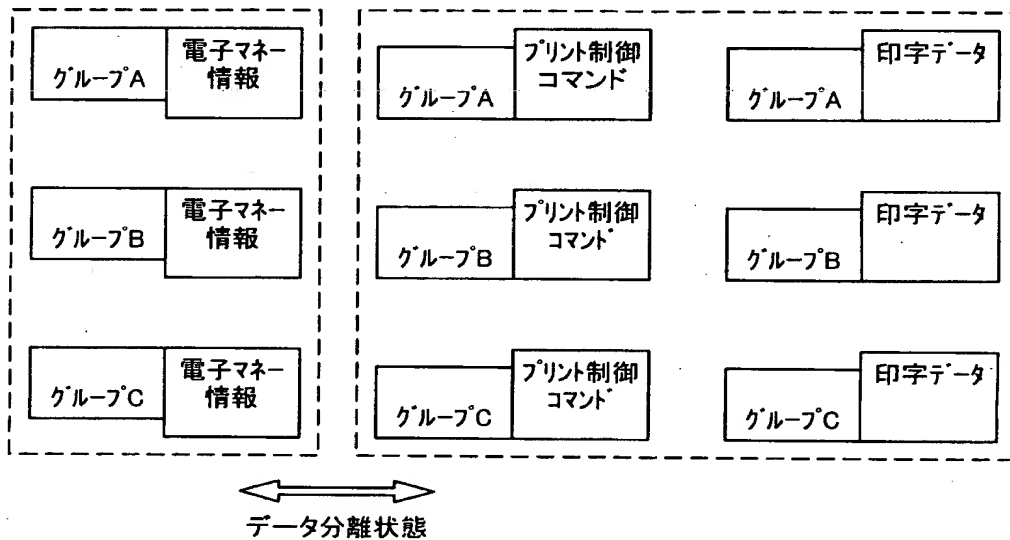 電子マネー
情報
グループA
プリント制御
コマンド
グループA
印字データ
グループA
電子マネー
情報
グループB
プリント制御
コマンド
グループB
印字データ
グループB
電子マネー
情報
グループC
プリント制御
コマンド
グループC
印字データ
グループC
データ分離状態